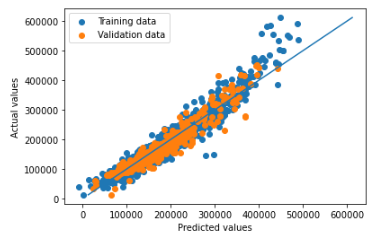 Training data
Validation data
600000
500000
400000
300000
200000
100000
0
Actual values
0 100000 200000 300000 400000 500000 600000
Predicted values